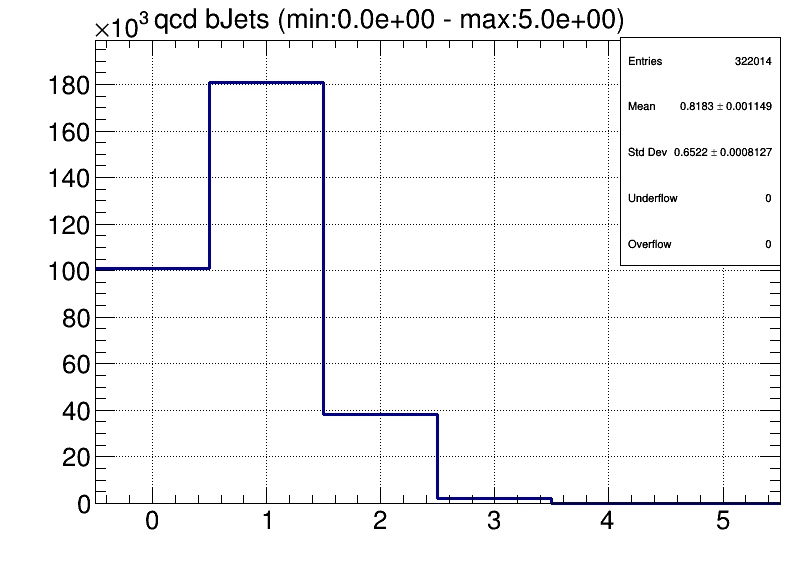 ×10³ qcd bJets (min:0.0e+00 - max:5.0e+00)
Entries 322014
Mean 0.8183 ± 0.001149
Std Dev 0.6522 ± 0.0008127
Underflow 0
Overflow 0
180
160
140
120
100
80
60
40
20
0
0 1 2 3 4 5